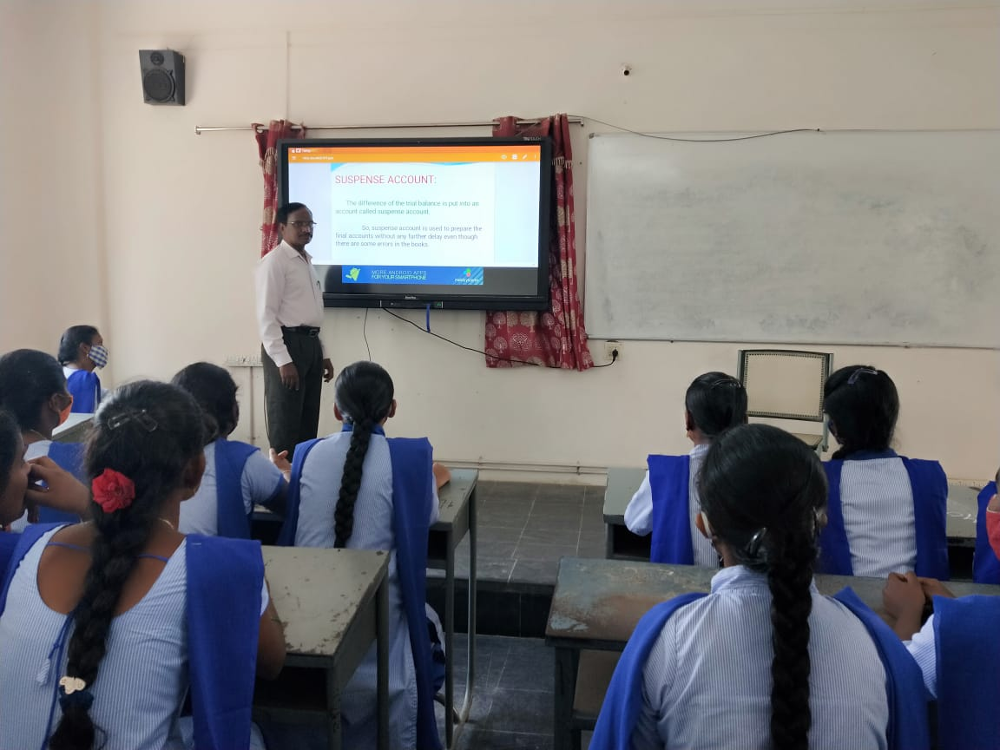 SUSPENSE ACCOUNT:
The difference of the trial balance is put into an
account called suspense account.
So, suspense account is used to prepare the
final accounts without any further delay even though
there are some errors in the books.
MORE ANDROID APPS
FOR YOUR SMARTPHONE